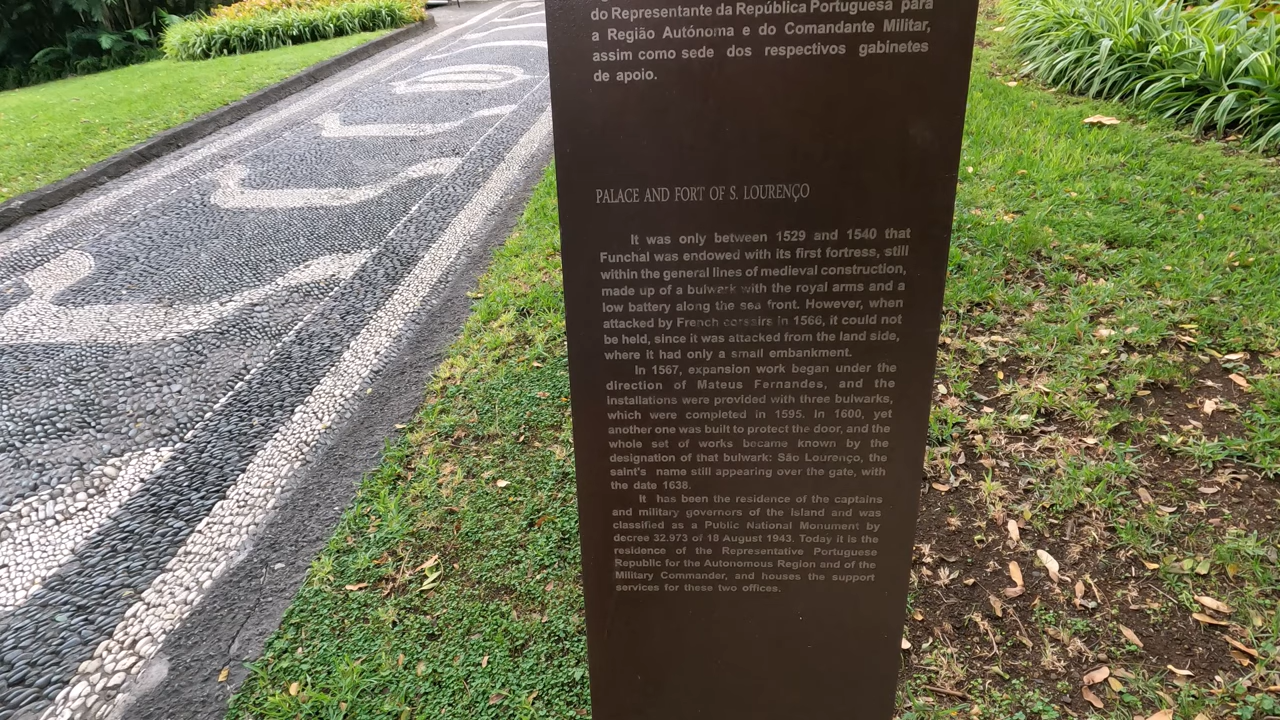 do Representante da República Portuguesa para
a Região Autónoma e do Comandante Militar,
assim como sede dos respectivos gabinetes
de apoio.
PALACE AND FORT OF S. LOURENÇO
It was only between 1529 and 1540 that
Funchal was endowed with its first fortress, still
within the general lines of medieval construction,
made up of a bulwark with the royal arms and a
low battery along the sea front. However, when
attacked by French corsairs in 1566, it could not
be held, since it was attacked from the land side,
where it had only a small embankment.
In 1567, expansion work began under the
direction of Mateus Fernandes, and the
installations were provided with three bulwarks,
which were completed in 1595. In 1600, yet
another one was built to protect the door, and the
whole set of works became known by the
designation of that bulwark: São Lourenço, the
saint's name still appearing over the gate, with
the date 1638.
It has been the residence of the captains
and military governors of the Island and was
classified as a Public National Monument by
decree 32.973 of 18 August 1943. Today it is the
residence of the Representative Portuguese
Republic for the Autonomous Region and of the
Military Commander, and houses the support
services for these two offices.